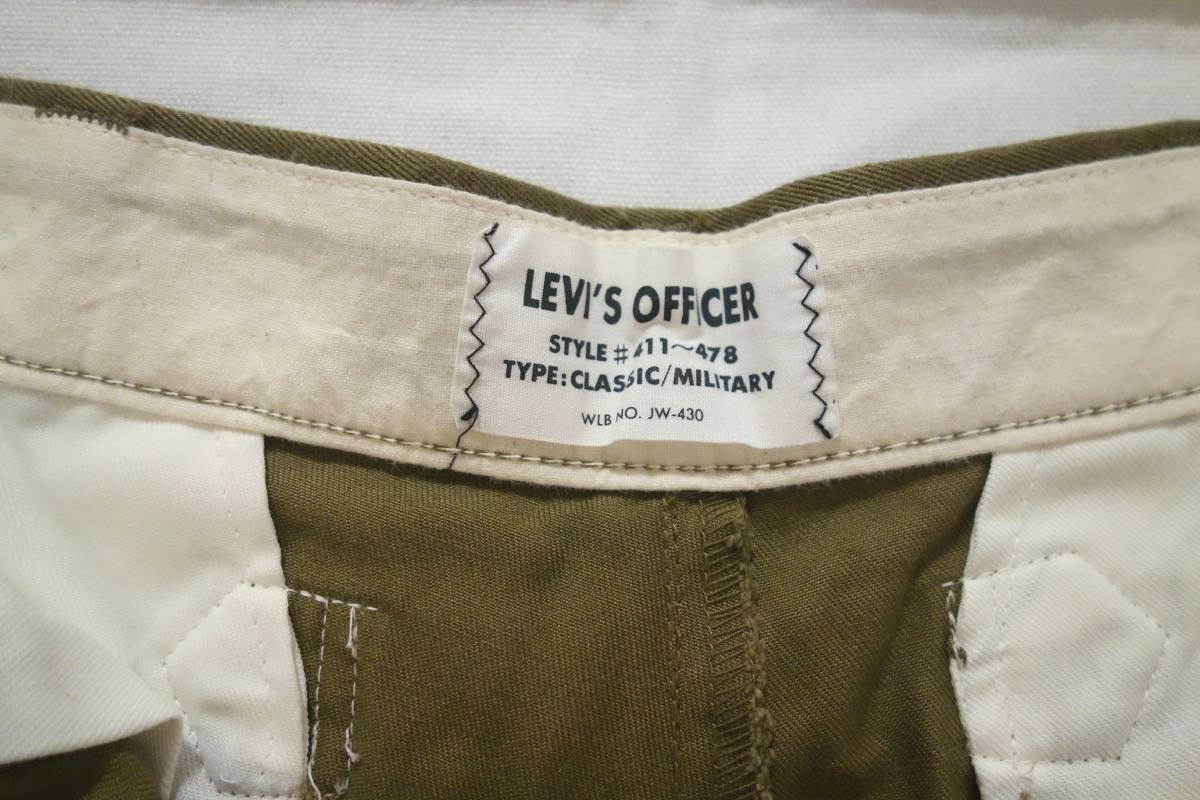 LEVI'S OFFICER
STYLE #411~478
TYPE:CLASSIC/MILITARY
WLB NO. JW-430